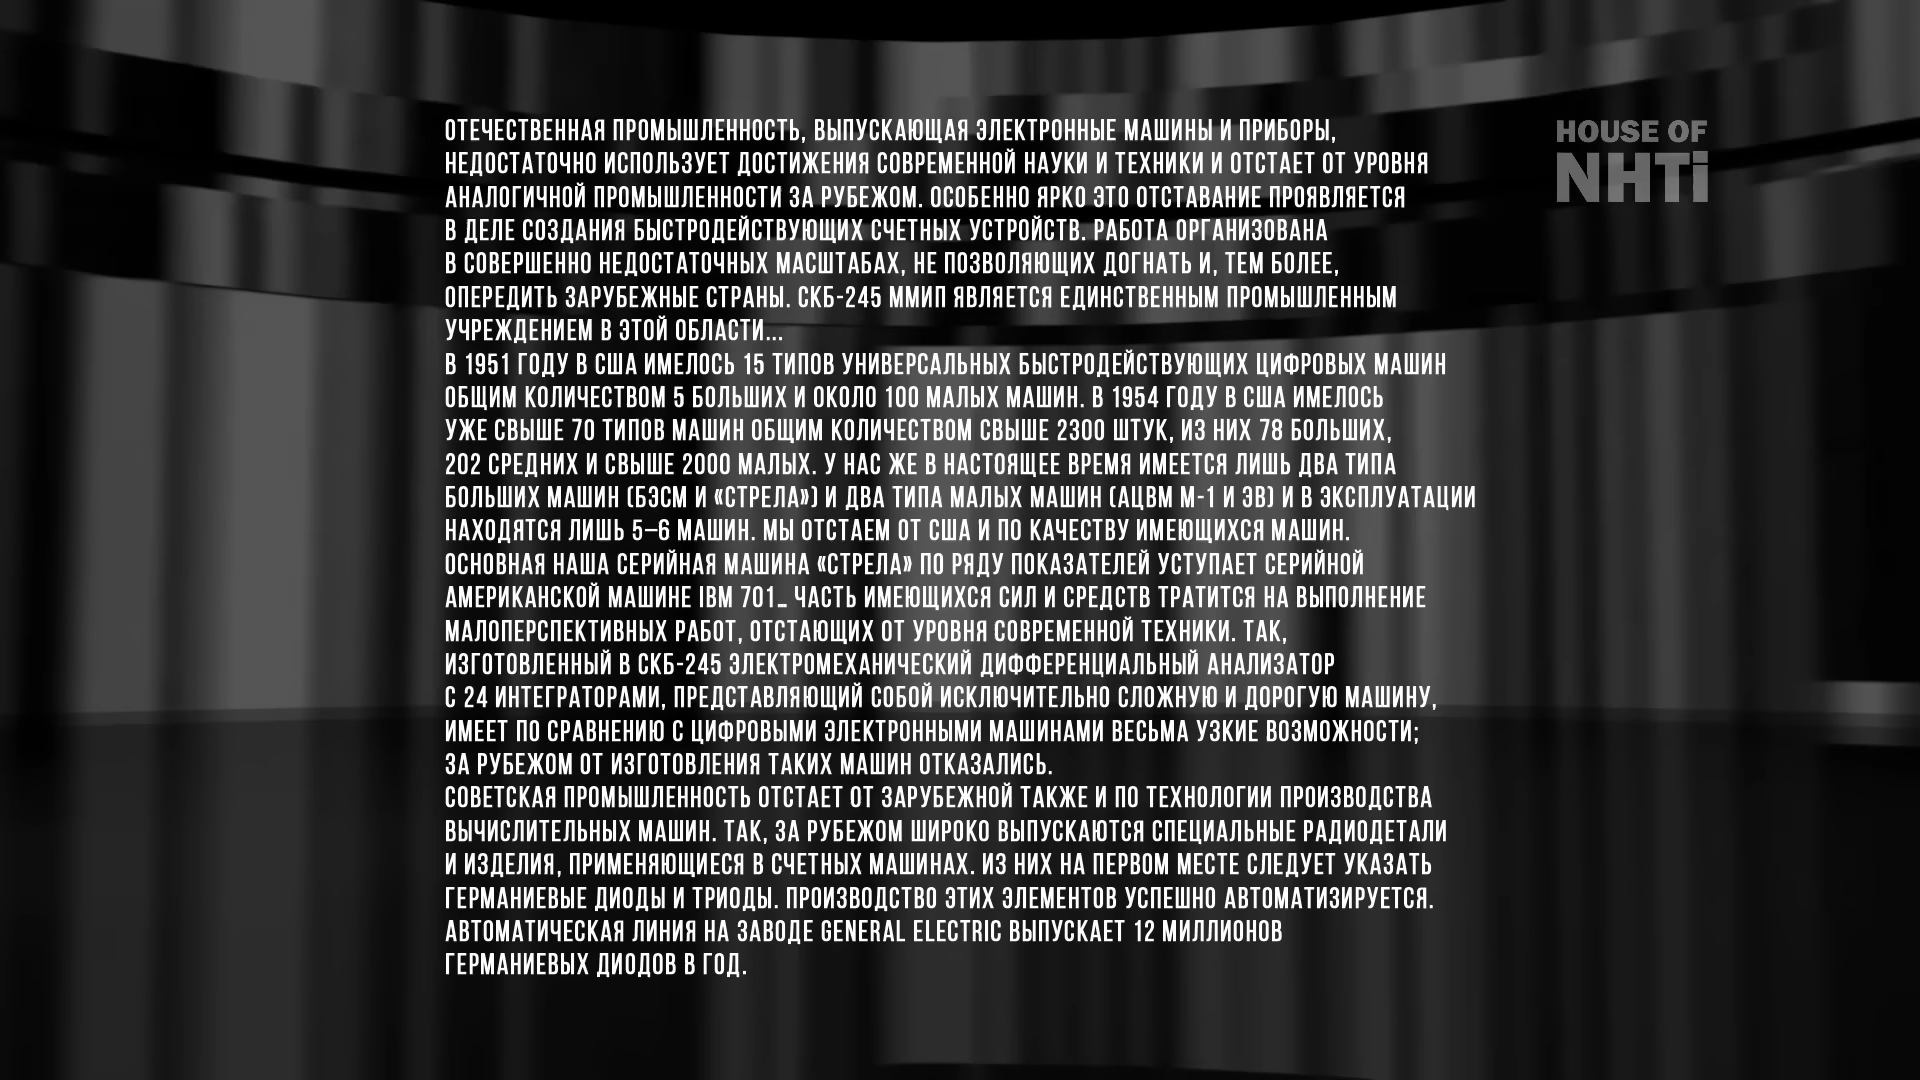 ОТЕЧЕСТВЕННАЯ ПРОМЫШЛЕННОСТЬ, ВЫПУСКАЮЩАЯ ЭЛЕКТРОННЫЕ МАШИНЫ И ПРИБОРЫ,
НЕДОСТАТОЧНО ИСПОЛЬЗУЕТ ДОСТИЖЕНИЯ СОВРЕМЕННОЙ НАУКИ И ТЕХНИКИ И ОТСТАЕТ ОТ УРОВНЯ
АНАЛОГИЧНОЙ ПРОМЫШЛЕННОСТИ ЗА РУБЕЖОМ. ОСОБЕННО ЯРКО ЭТО ОТСТАВАНИЕ ПРОЯВЛЯЕТСЯ
В ДЕЛЕ СОЗДАНИЯ БЫСТРОДЕЙСТВУЮЩИХ СЧЕТНЫХ УСТРОЙСТВ. РАБОТА ОРГАНИЗОВАНА
В СОВЕРШЕННО НЕДОСТАТОЧНЫХ МАСШТАБАХ, НЕ ПОЗВОЛЯЮЩИХ ДОГНАТЬ И, ТЕМ БОЛЕЕ,
ОПЕРЕДИТЬ ЗАРУБЕЖНЫЕ СТРАНЫ. СКБ-245 ММИП ЯВЛЯЕТСЯ ЕДИНСТВЕННЫМ ПРОМЫШЛЕННЫМ
УЧРЕЖДЕНИЕМ В ЭТОЙ ОБЛАСТИ...
В 1951 ГОДУ В США ИМЕЛОСЬ 15 ТИПОВ УНИВЕРСАЛЬНЫХ БЫСТРОДЕЙСТВУЮЩИХ ЦИФРОВЫХ МАШИН
ОБЩИМ КОЛИЧЕСТВОМ 5 БОЛЬШИХ И ОКОЛО 100 МАЛЫХ МАШИН. В 1954 ГОДУ В США ИМЕЛОСЬ
УЖЕ СВЫШЕ 70 ТИПОВ МАШИН ОБЩИМ КОЛИЧЕСТВОМ СВЫШЕ 2300 ШТУК, ИЗ НИХ 78 БОЛЬШИХ,
202 СРЕДНИХ И СВЫШЕ 2000 МАЛЫХ. У НАС ЖЕ В НАСТОЯЩЕЕ ВРЕМЯ ИМЕЕТСЯ ЛИШЬ ДВА ТИПА
БОЛЬШИХ МАШИН (БЭСМ И «СТРЕЛА») И ДВА ТИПА МАЛЫХ МАШИН (АЦВМ М-1 И ЭВ) И В ЭКСПЛУАТАЦИИ
НАХОДЯТСЯ ЛИШЬ 5–6 МАШИН. МЫ ОТСТАЕМ ОТ США И ПО КАЧЕСТВУ ИМЕЮЩИХСЯ МАШИН.
ОСНОВНАЯ НАША СЕРИЙНАЯ МАШИНА «СТРЕЛА» ПО РЯДУ ПОКАЗАТЕЛЕЙ УСТУПАЕТ СЕРИЙНОЙ
АМЕРИКАНСКОЙ МАШИНЕ IBM 701… ЧАСТЬ ИМЕЮЩИХСЯ СИЛ И СРЕДСТВ ТРАТИТСЯ НА ВЫПОЛНЕНИЕ
МАЛОПЕРСПЕКТИВНЫХ РАБОТ, ОТСТАЮЩИХ ОТ УРОВНЯ СОВРЕМЕННОЙ ТЕХНИКИ. ТАК,
ИЗГОТОВЛЕННЫЙ В СКБ-245 ЭЛЕКТРОМЕХАНИЧЕСКИЙ ДИФФЕРЕНЦИАЛЬНЫЙ АНАЛИЗАТОР
С 24 ИНТЕГРАТОРАМИ, ПРЕДСТАВЛЯЮЩИЙ СОБОЙ ИСКЛЮЧИТЕЛЬНО СЛОЖНУЮ И ДОРОГУЮ МАШИНУ,
ИМЕЕТ ПО СРАВНЕНИЮ С ЦИФРОВЫМИ ЭЛЕКТРОННЫМИ МАШИНАМИ ВЕСЬМА УЗКИЕ ВОЗМОЖНОСТИ;
ЗА РУБЕЖОМ ОТ ИЗГОТОВЛЕНИЯ ТАКИХ МАШИН ОТКАЗАЛИСЬ.
СОВЕТСКАЯ ПРОМЫШЛЕННОСТЬ ОТСТАЕТ ОТ ЗАРУБЕЖНОЙ ТАКЖЕ И ПО ТЕХНОЛОГИИ ПРОИЗВОДСТВА
ВЫЧИСЛИТЕЛЬНЫХ МАШИН. ТАК, ЗА РУБЕЖОМ ШИРОКО ВЫПУСКАЮТСЯ СПЕЦИАЛЬНЫЕ РАДИОДЕТАЛИ
И ИЗДЕЛИЯ, ПРИМЕНЯЮЩИЕСЯ В СЧЕТНЫХ МАШИНАХ. ИЗ НИХ НА ПЕРВОМ МЕСТЕ СЛЕДУЕТ УКАЗАТЬ
ГЕРМАНИЕВЫЕ ДИОДЫ И ТРИОДЫ. ПРОИЗВОДСТВО ЭТИХ ЭЛЕМЕНТОВ УСПЕШНО АВТОМАТИЗИРУЕТСЯ.
АВТОМАТИЧЕСКАЯ ЛИНИЯ НА ЗАВОДЕ GENERAL ELECTRIC ВЫПУСКАЕТ 12 МИЛЛИОНОВ
ГЕРМАНИЕВЫХ ДИОДОВ В ГОД.
HOUSE OF
NHTi